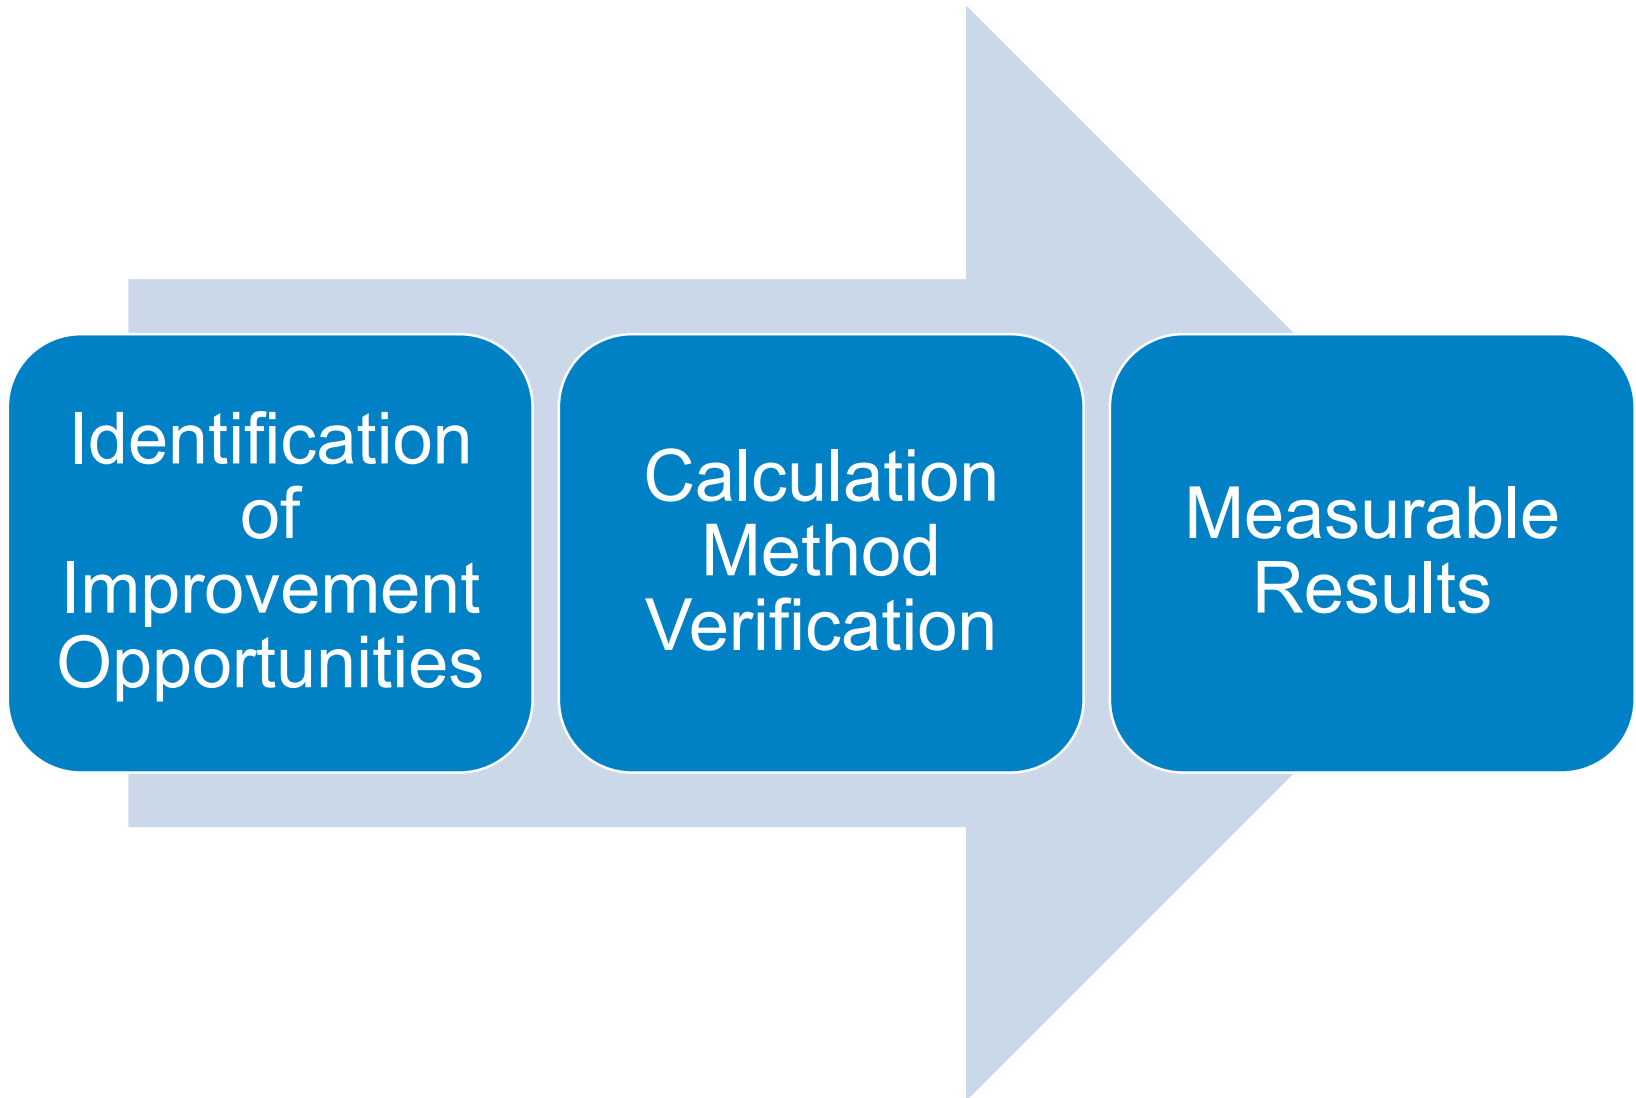 Identification
of
Improvement
Opportunities
Calculation
Method
Verification
Measurable
Results